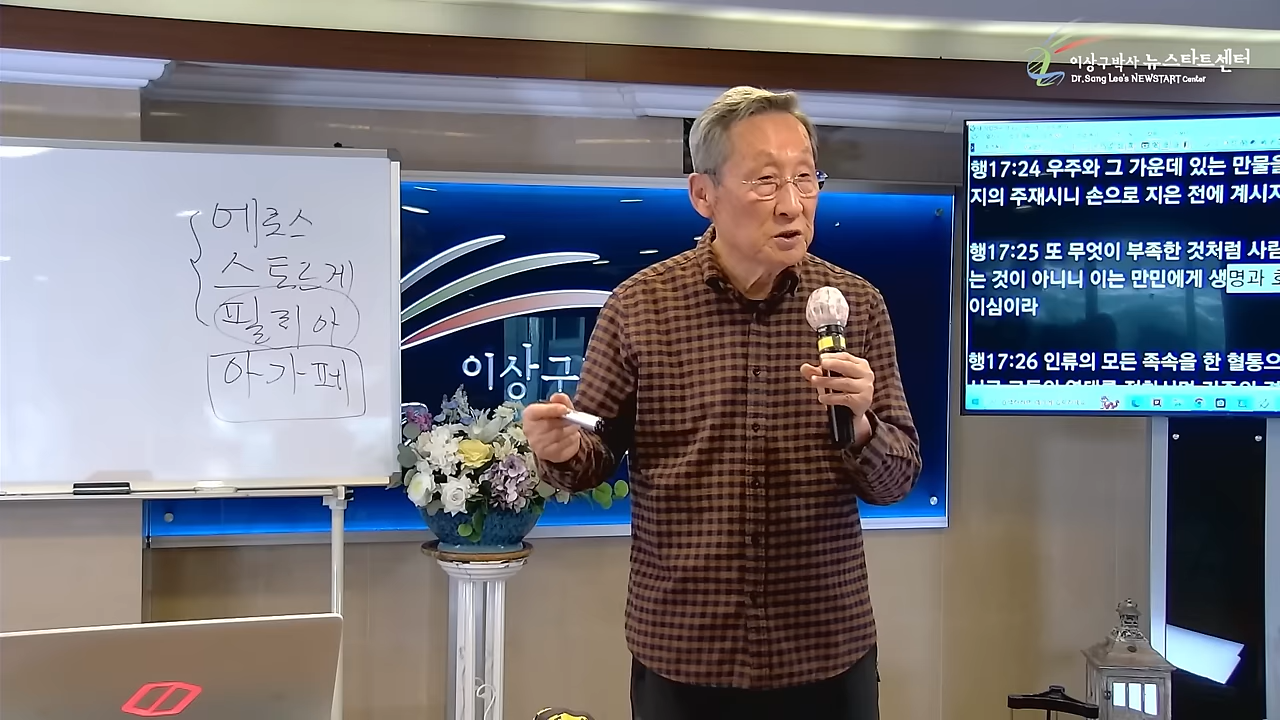 이상구박사 뉴스타트센터
Dr. Sang Lee's NEWSTART Center
에로스
스토르게
필리아
아가페
이상구
행17:24 우주와 그 가운데 있는 만물을
지의 주재시니 손으로 지은 전에 계시지
행17:25 또 무엇이 부족한 것처럼 사람
는 것이 아니니 이는 만민에게 생명과 호
이심이라
행17:26 인류의 모든 족속을 한 혈통으